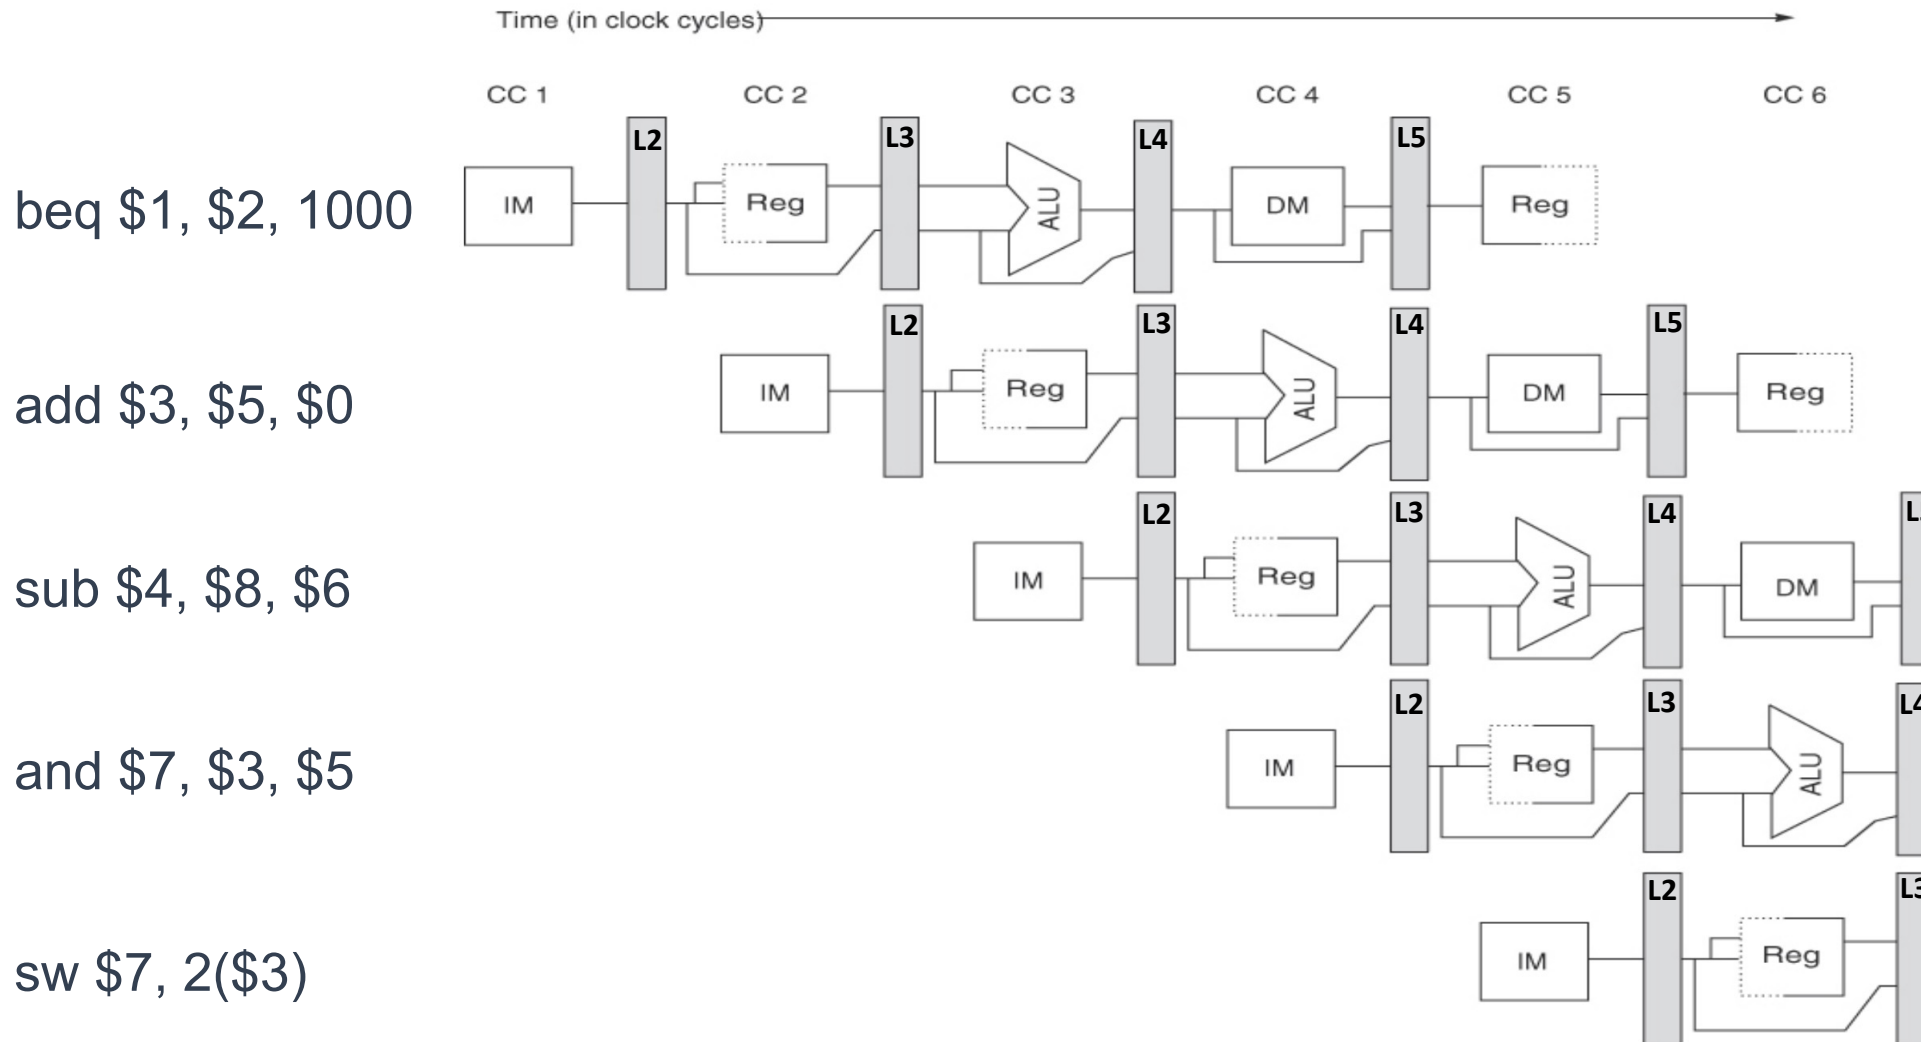 Time (in clock cycles)
CC 1 CC 2 CC 3 CC 4 CC 5 CC 6
beq $1, $2, 1000 IM L2 Reg L3 ALU L4 DM L5 Reg
add $3, $5, $0 IM L2 Reg L3 ALU L4 DM L5 Reg
sub $4, $8, $6 IM L2 Reg L3 ALU L4 DM
and $7, $3, $5 IM L2 Reg L3 ALU L4
sw $7, 2($3) IM L2 Reg L3